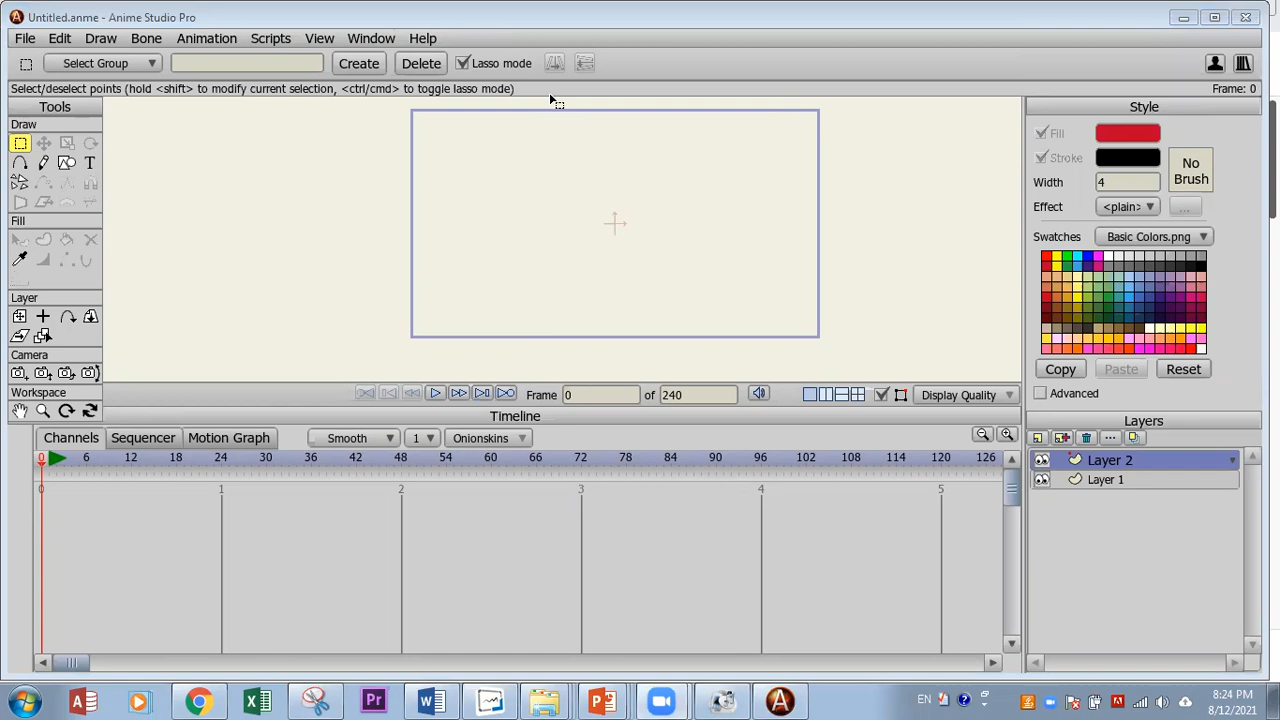 Untitled.anme - Anime Studio Pro
File Edit Draw Bone Animation Scripts View Window Help
Select Group Create Delete Lasso mode
Select/deselect points (hold <shift> to modify current selection, <ctrl/cmd> to toggle lasso mode) Frame: 0
Tools
Draw
T
Fill
Layer
Camera
Workspace
Style
Fill
Stroke
No
Brush
Width 4
Effect <plain> ...
Swatches Basic Colors.png
Copy Paste Reset
Advanced
Frame 0 of 240 Display Quality
Timeline
Channels Sequencer Motion Graph Smooth 1 Onionskins
0 6 12 18 24 30 36 42 48 54 60 66 72 78 84 90 96 102 108 114 120 126
0 1 2 3 4 5
Layers
Layer 2
Layer 1
EN 8:24 PM
8/12/2021